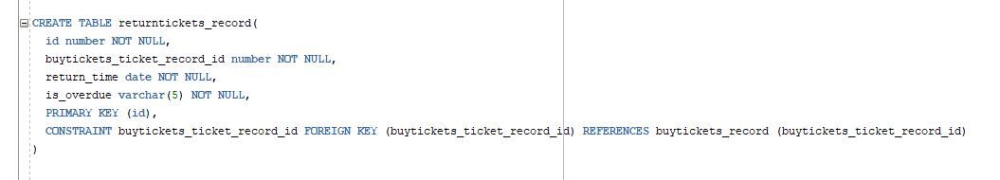 CREATE TABLE returntickets_record(
id number NOT NULL,
buytickets_ticket_record_id number NOT NULL,
return_time date NOT NULL,
is_overdue varchar(5) NOT NULL,
PRIMARY KEY (id),
CONSTRAINT buytickets_ticket_record_id FOREIGN KEY (buytickets_ticket_record_id) REFERENCES buytickets_record (buytickets_ticket_record_id)
)